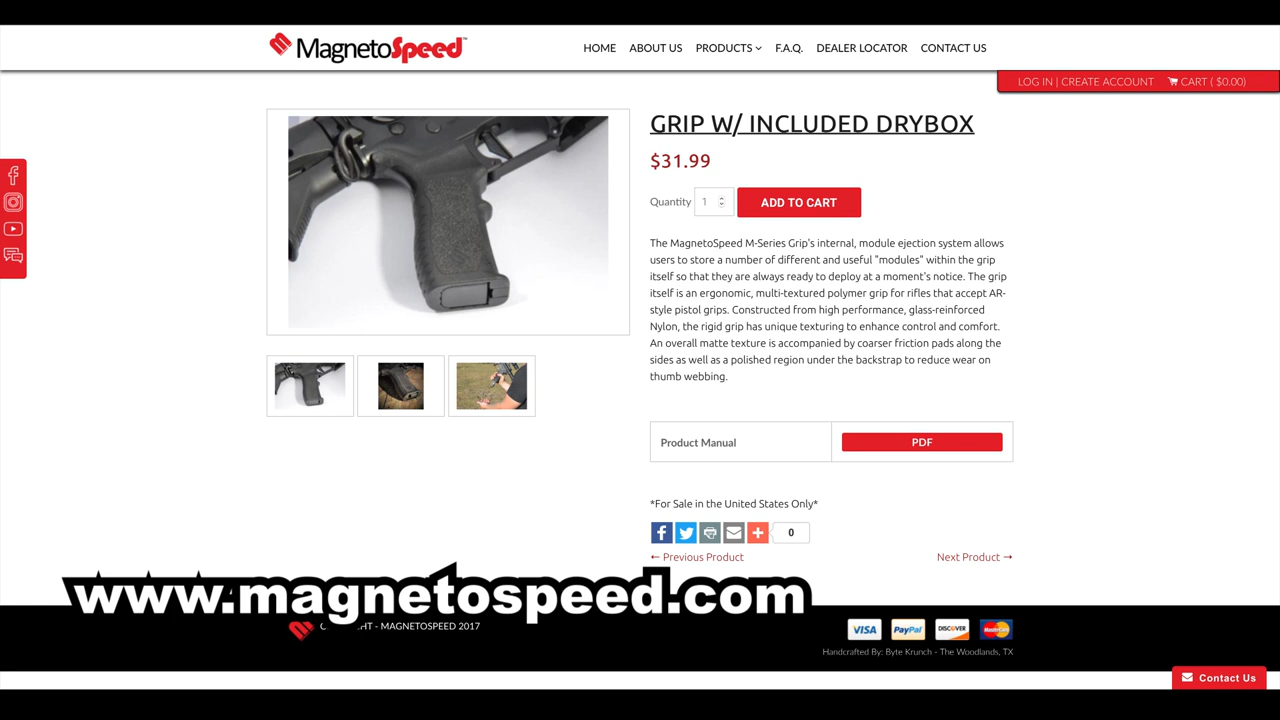 MagnetoSpeed™
HOME ABOUT US PRODUCTS F.A.Q. DEALER LOCATOR CONTACT US
LOG IN | CREATE ACCOUNT CART ( $0.00)
GRIP W/ INCLUDED DRYBOX
$31.99
Quantity 1 ADD TO CART
The MagnetoSpeed M-Series Grip's internal, module ejection system allows
users to store a number of different and useful "modules" within the grip
itself so that they are always ready to deploy at a moment's notice. The grip
itself is an ergonomic, multi-textured polymer grip for rifles that accept AR-
style pistol grips. Constructed from high performance, glass-reinforced
Nylon, the rigid grip has unique texturing to enhance control and comfort.
An overall matte texture is accompanied by coarser friction pads along the
sides as well as a polished region under the backstrap to reduce wear on
thumb webbing.
Product Manual PDF
*For Sale in the United States Only*
0
← Previous Product Next Product →
www.magnetospeed.com
- MAGNETOSPEED 2017
VISA PayPal DISCOVER MasterCard
Handcrafted By: Byte Krunch - The Woodlands, TX
Contact Us